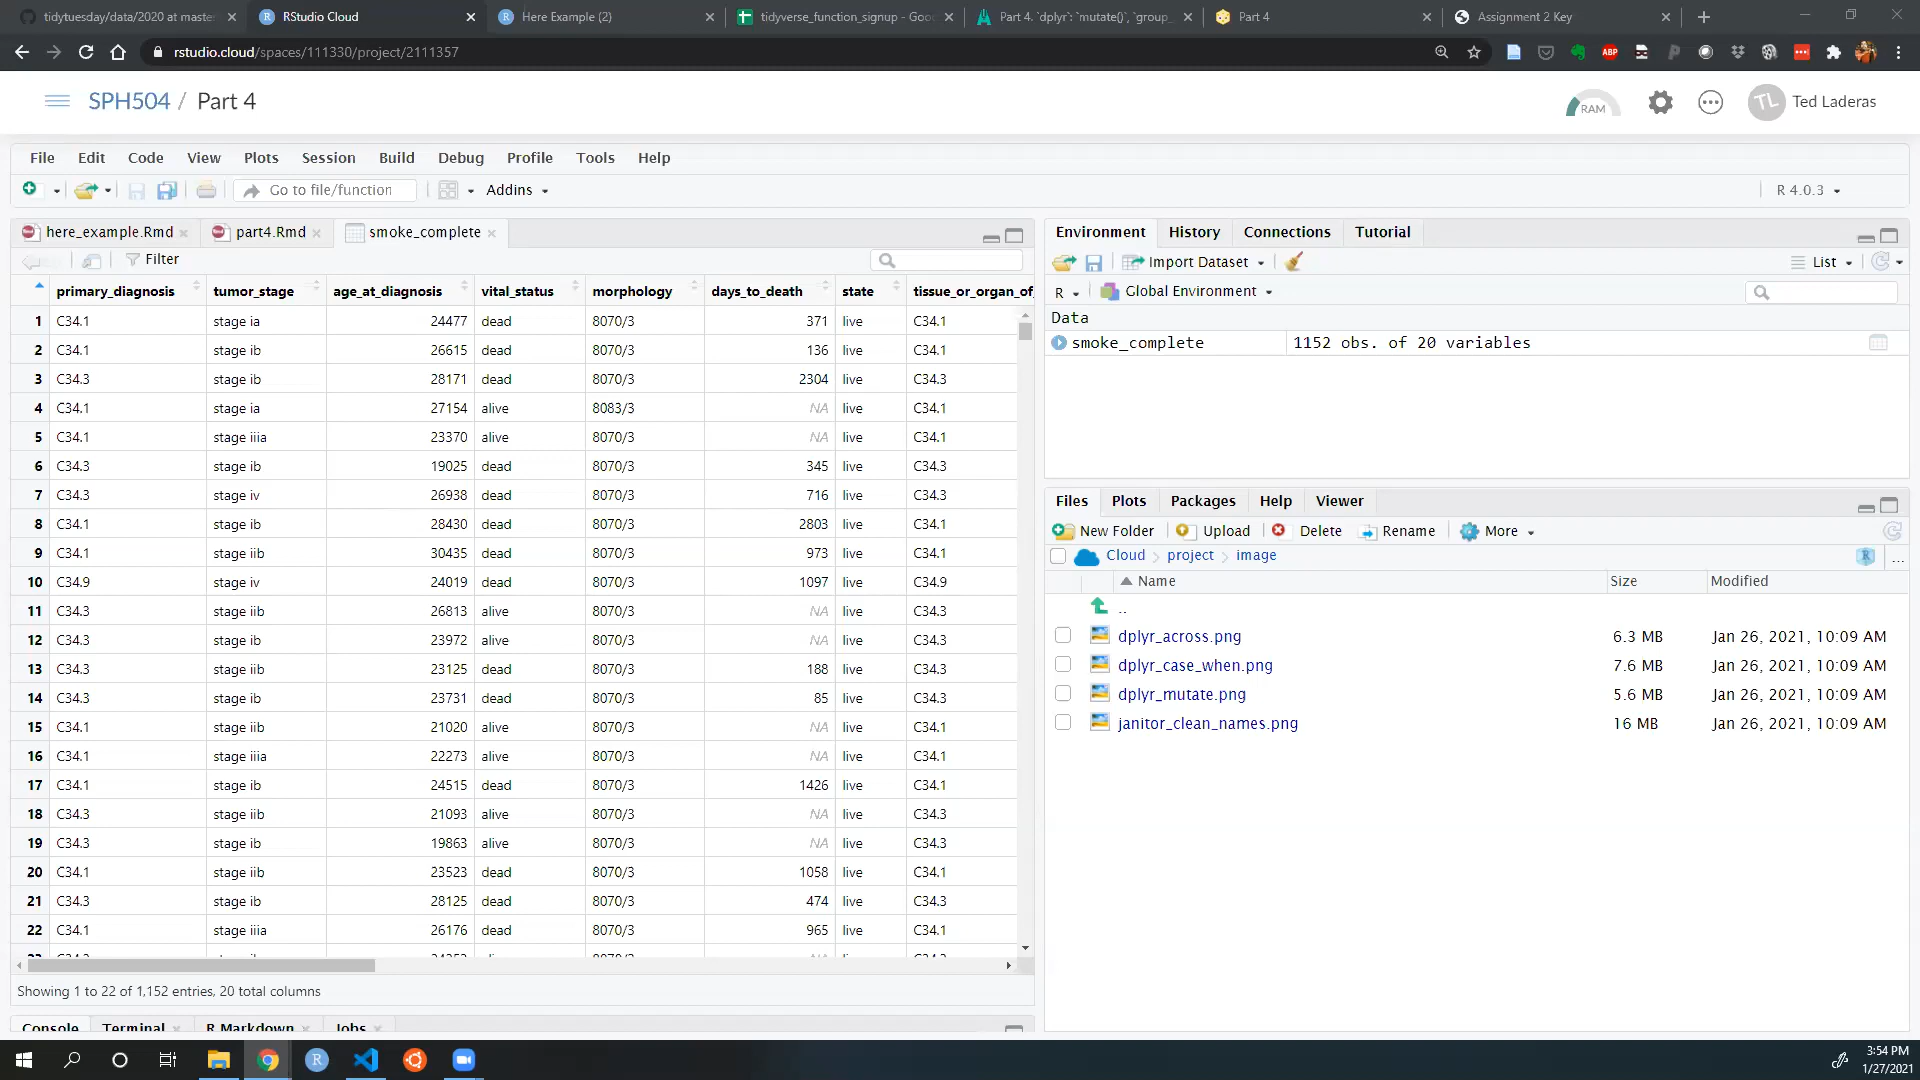 tidytuesday/data/2020 at master
RStudio Cloud
Here Example (2)
tidyverse_function_signup - Goo
Part 4. `dplyr`: `mutate()`, `group_
Part 4
Assignment 2 Key
rstudio.cloud/spaces/111330/project/2111357
ABP
SPH504 / Part 4
RAM
TL
Ted Laderas
File Edit Code View Plots Session Build Debug Profile Tools Help
Go to file/function
Addins
R 4.0.3
here_example.Rmd
part4.Rmd
smoke_complete
Filter
primary_diagnosis tumor_stage age_at_diagnosis vital_status morphology days_to_death state tissue_or_organ_of_
1 C34.1 stage ia 24477 dead 8070/3 371 live C34.1
2 C34.1 stage ib 26615 dead 8070/3 136 live C34.1
3 C34.3 stage ib 28171 dead 8070/3 2304 live C34.3
4 C34.1 stage ia 27154 alive 8083/3 NA live C34.1
5 C34.1 stage iiia 23370 alive 8070/3 NA live C34.1
6 C34.3 stage ib 19025 dead 8070/3 345 live C34.3
7 C34.3 stage iv 26938 dead 8070/3 716 live C34.3
8 C34.1 stage ib 28430 dead 8070/3 2803 live C34.1
9 C34.1 stage iib 30435 dead 8070/3 973 live C34.1
10 C34.9 stage iv 24019 dead 8070/3 1097 live C34.9
11 C34.3 stage iib 26813 alive 8070/3 NA live C34.3
12 C34.3 stage ib 23972 alive 8070/3 NA live C34.3
13 C34.3 stage iib 23125 dead 8070/3 188 live C34.3
14 C34.3 stage ib 23731 dead 8070/3 85 live C34.3
15 C34.1 stage iib 21020 alive 8070/3 NA live C34.1
16 C34.1 stage iiia 22273 alive 8070/3 NA live C34.1
17 C34.1 stage ib 24515 dead 8070/3 1426 live C34.1
18 C34.3 stage iib 21093 alive 8070/3 NA live C34.3
19 C34.3 stage ib 19863 alive 8070/3 NA live C34.3
20 C34.1 stage iib 23523 dead 8070/3 1058 live C34.1
21 C34.3 stage ib 28125 dead 8070/3 474 live C34.3
22 C34.1 stage iiia 26176 dead 8070/3 965 live C34.1
Showing 1 to 22 of 1,152 entries, 20 total columns
Console Terminal R Markdown Jobs
Environment History Connections Tutorial
Import Dataset
List
R
Global Environment
Data
smoke_complete 1152 obs. of 20 variables
Files Plots Packages Help Viewer
New Folder Upload Delete Rename More
Cloud project image
R
...
Name Size Modified
..
dplyr_across.png 6.3 MB Jan 26, 2021, 10:09 AM
dplyr_case_when.png 7.6 MB Jan 26, 2021, 10:09 AM
dplyr_mutate.png 5.6 MB Jan 26, 2021, 10:09 AM
janitor_clean_names.png 16 MB Jan 26, 2021, 10:09 AM
3:54 PM
1/27/2021